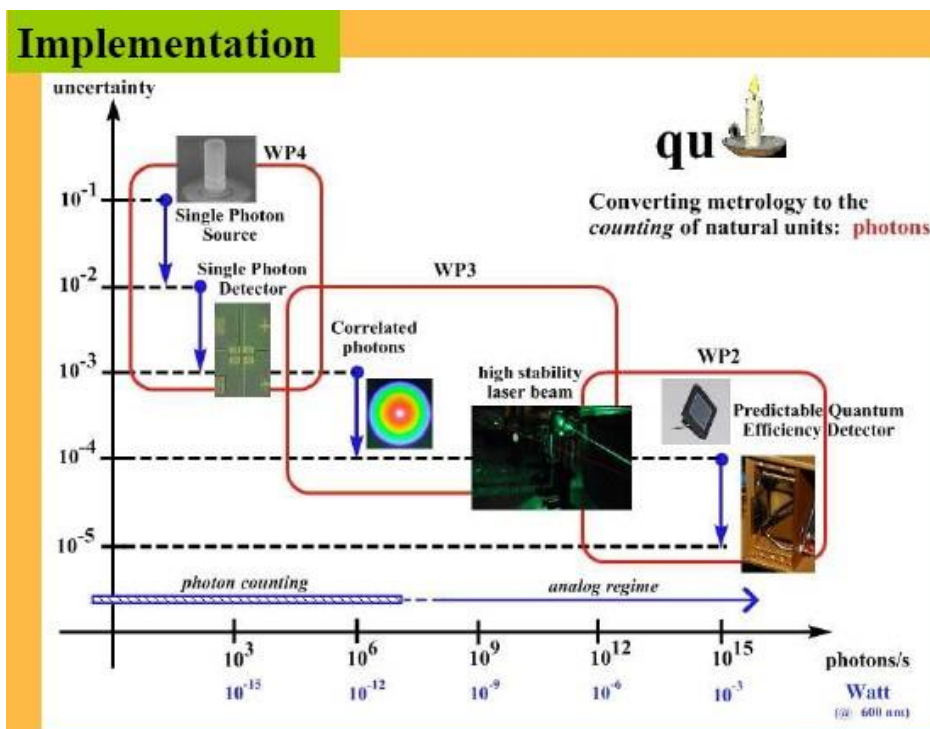 Implementation
uncertainty
qu
WP4
Converting metrology to the
counting of natural units: photons
10⁻¹
Single Photon
Source
Single Photon
Detector
10⁻²
WP3
Correlated
photons
10⁻³
WP2
high stability
laser beam
Predictable Quantum
Efficiency Detector
10⁻⁴
10⁻⁵
photon counting
analog regime
10³ 10⁶ 10⁹ 10¹² 10¹⁵ photons/s
10⁻¹⁵ 10⁻¹² 10⁻⁹ 10⁻⁶ 10⁻³ Watt
(@ 600 nm)